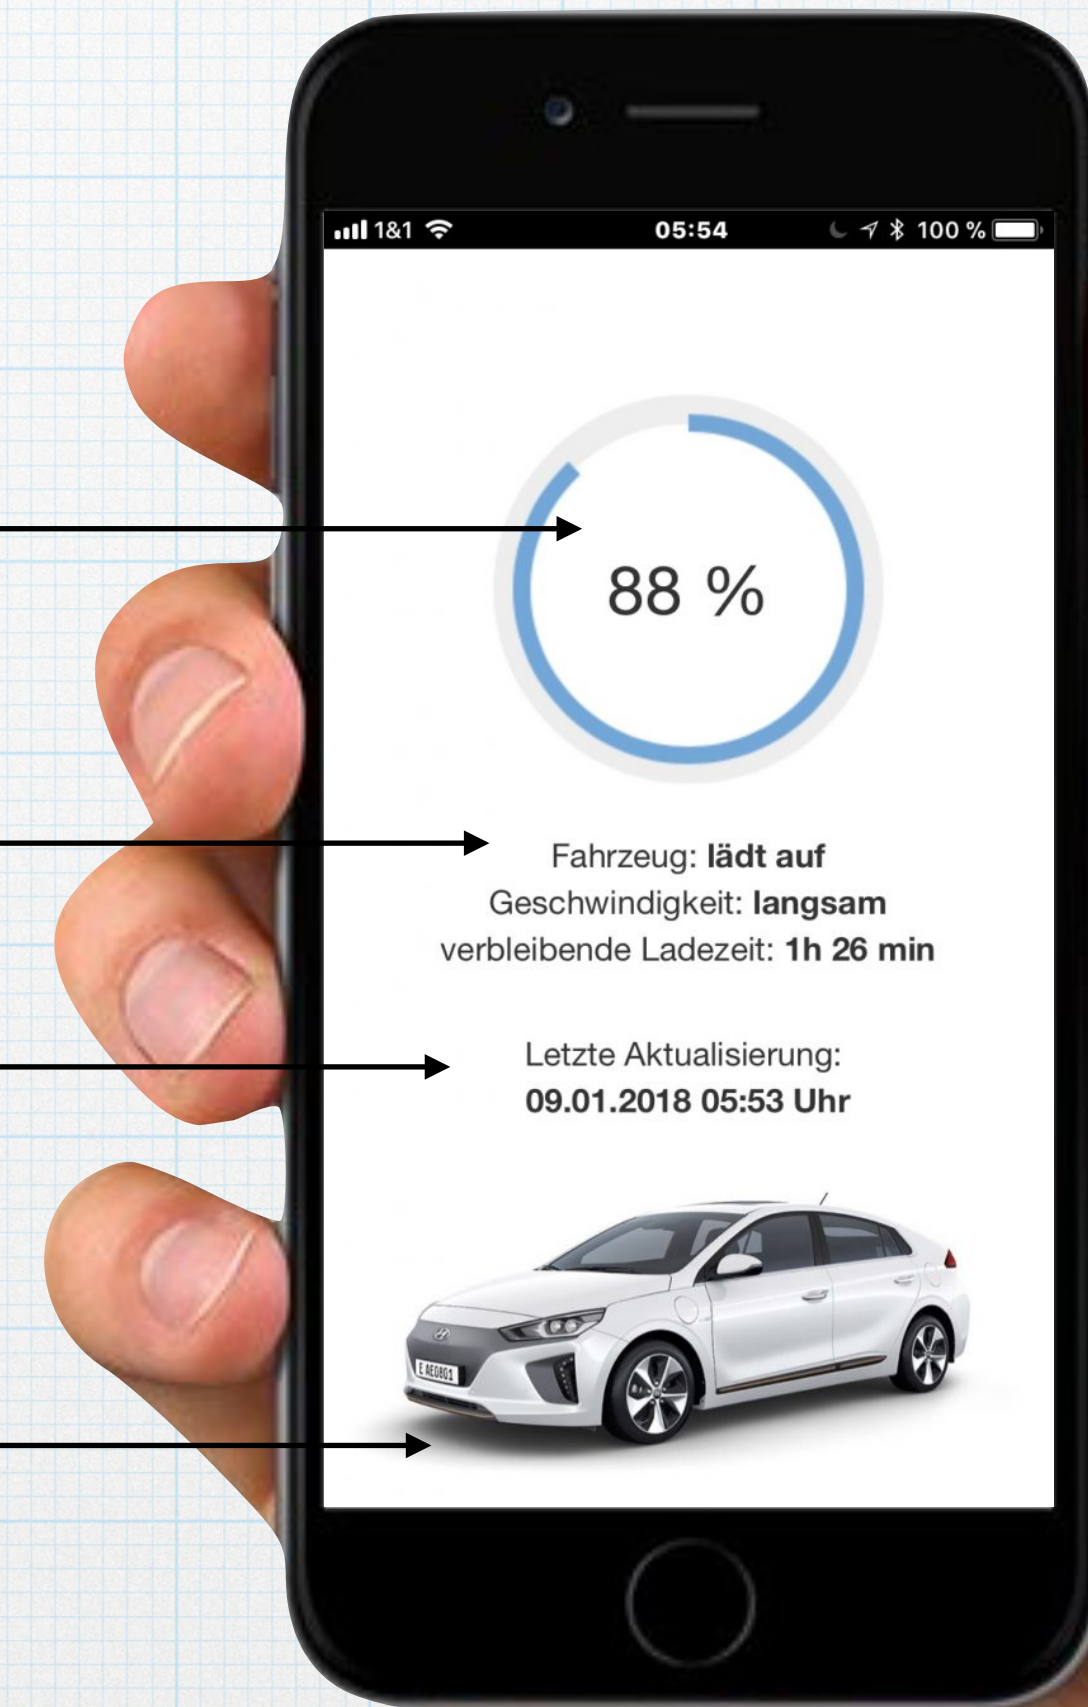 1&1 05:54 100 %
88 %
Fahrzeug: lädt auf
Geschwindigkeit: langsam
verbleibende Ladezeit: 1h 26 min
Letzte Aktualisierung:
09.01.2018 05:53 Uhr
E AE0801